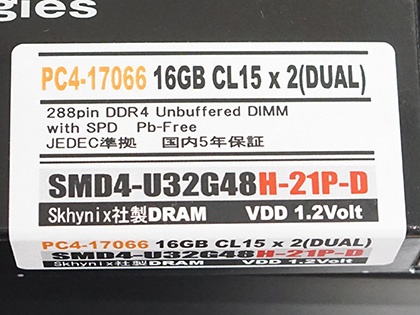 gies
PC4-17066 16GB CL15 x 2(DUAL)
288pin DDR4 Unbuffered DIMM
with SPD Pb-Free
JEDEC準拠 国内5年保証
SMD4-U32G48H-21P-D
Skhynix社製DRAM VDD 1.2Volt
PC4-17066 16GB CL15 x 2(DUAL)
SMD4-U32G48H-21P-D